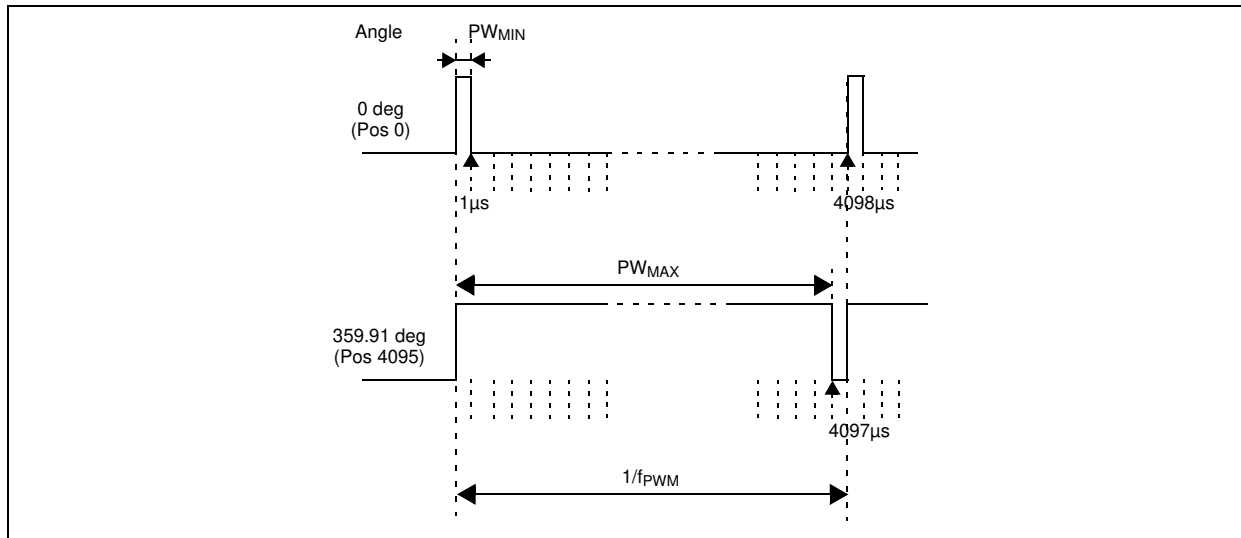 Angle PWMIN
0 deg
(Pos 0)
1µs 4098µs
PWMAX
359.91 deg
(Pos 4095)
4097µs
1/fPWM